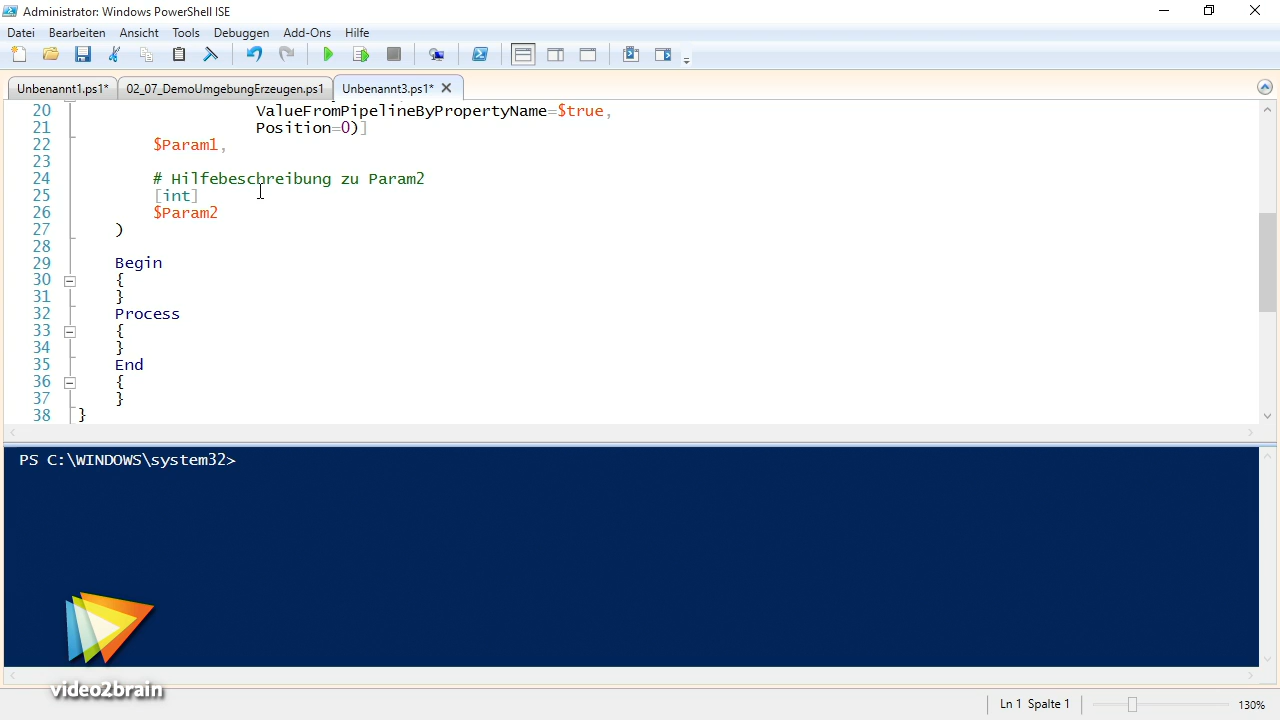 Administrator: Windows PowerShell ISE
Datei Bearbeiten Ansicht Tools Debuggen Add-Ons Hilfe
Unbenannt1.ps1* 02_07_DemoUmgebungErzeugen.ps1 Unbenannt3.ps1*
20 ValueFromPipelineByPropertyName=$true,
21 Position=0)]
22 $Param1,
23
24 # Hilfebeschreibung zu Param2
25 [int]
26 $Param2
27 )
28
29 Begin
30 {
31 }
32 Process
33 {
34 }
35 End
36 {
37 }
38 }
PS C:\WINDOWS\system32>
video2brain
Ln 1 Spalte 1 130%